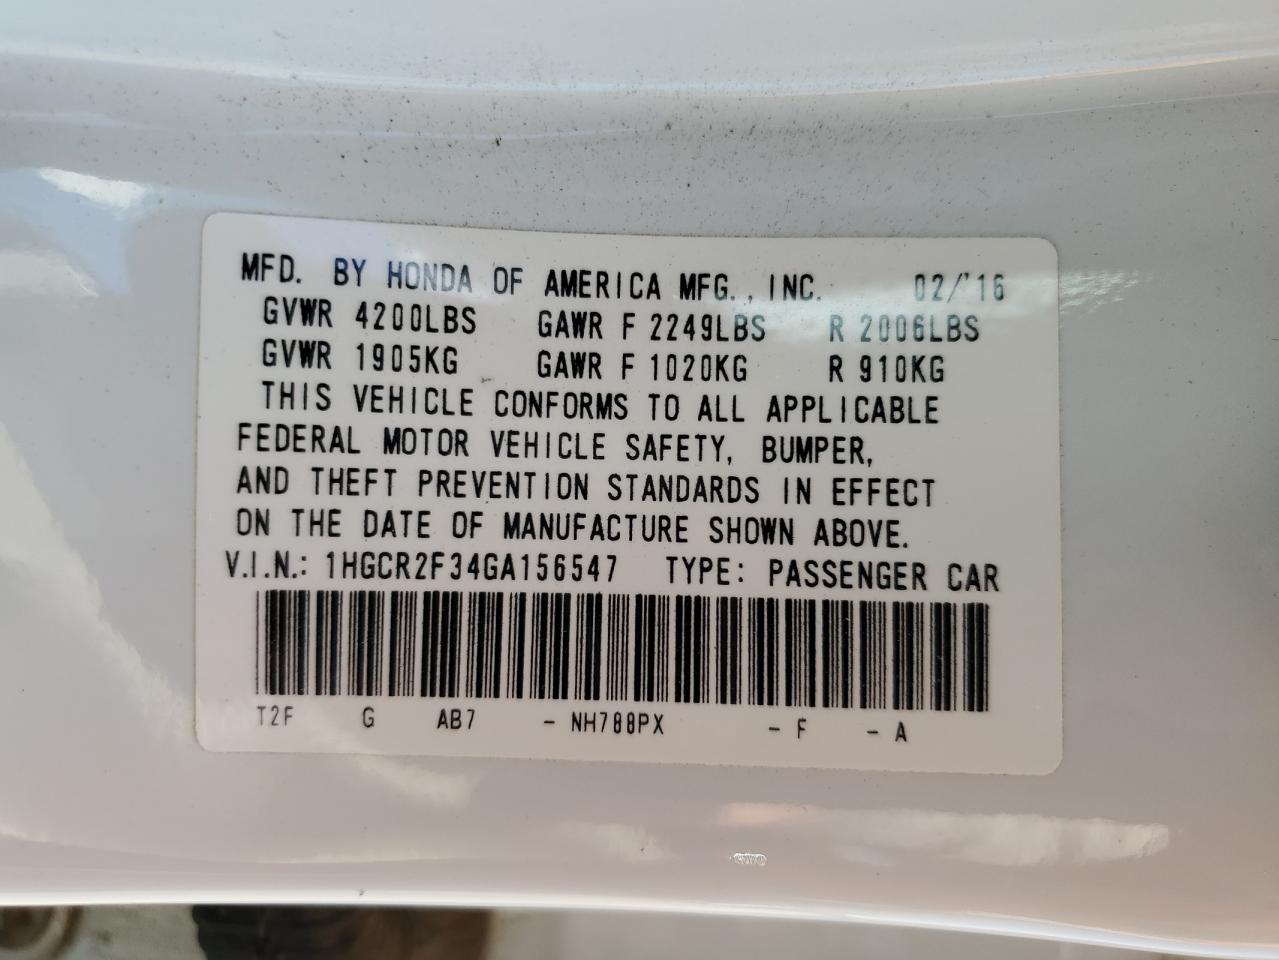 MFD. BY HONDA OF AMERICA MFG., INC. 02/'16
GVWR 4200LBS GAWR F 2249LBS R 2006LBS
GVWR 1905KG GAWR F 1020KG R 910KG
THIS VEHICLE CONFORMS TO ALL APPLICABLE
FEDERAL MOTOR VEHICLE SAFETY, BUMPER,
AND THEFT PREVENTION STANDARDS IN EFFECT
ON THE DATE OF MANUFACTURE SHOWN ABOVE.
V.I.N.: 1HGCR2F34GA156547 TYPE: PASSENGER CAR
T2F G AB7 - NH788PX - F - A